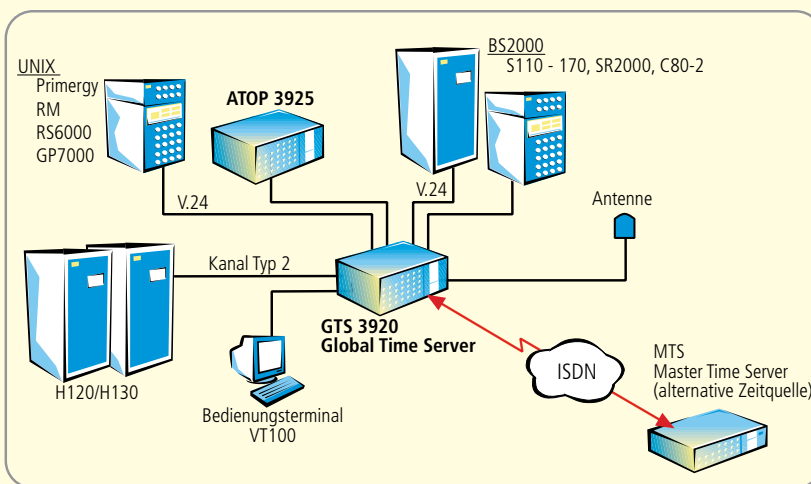 UNIX
Primergy
RM
RS6000
GP7000
ATOP 3925
BS2000
S110 - 170, SR2000, C80-2
V.24
V.24
Antenne
Kanal Typ 2
GTS 3920
Global Time Server
H120/H130
Bedienungsterminal
VT100
ISDN
MTS
Master Time Server
(alternative Zeitquelle)